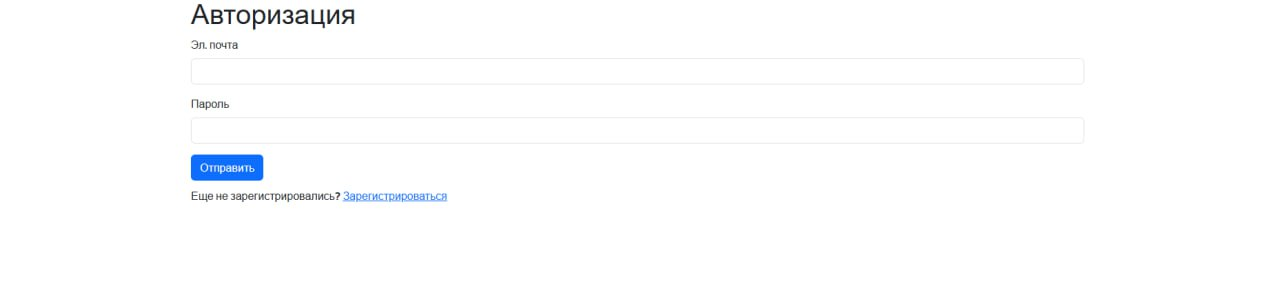 Авторизация
Эл. почта
Пароль
Отправить
Еще не зарегистрировались? Зарегистрироваться